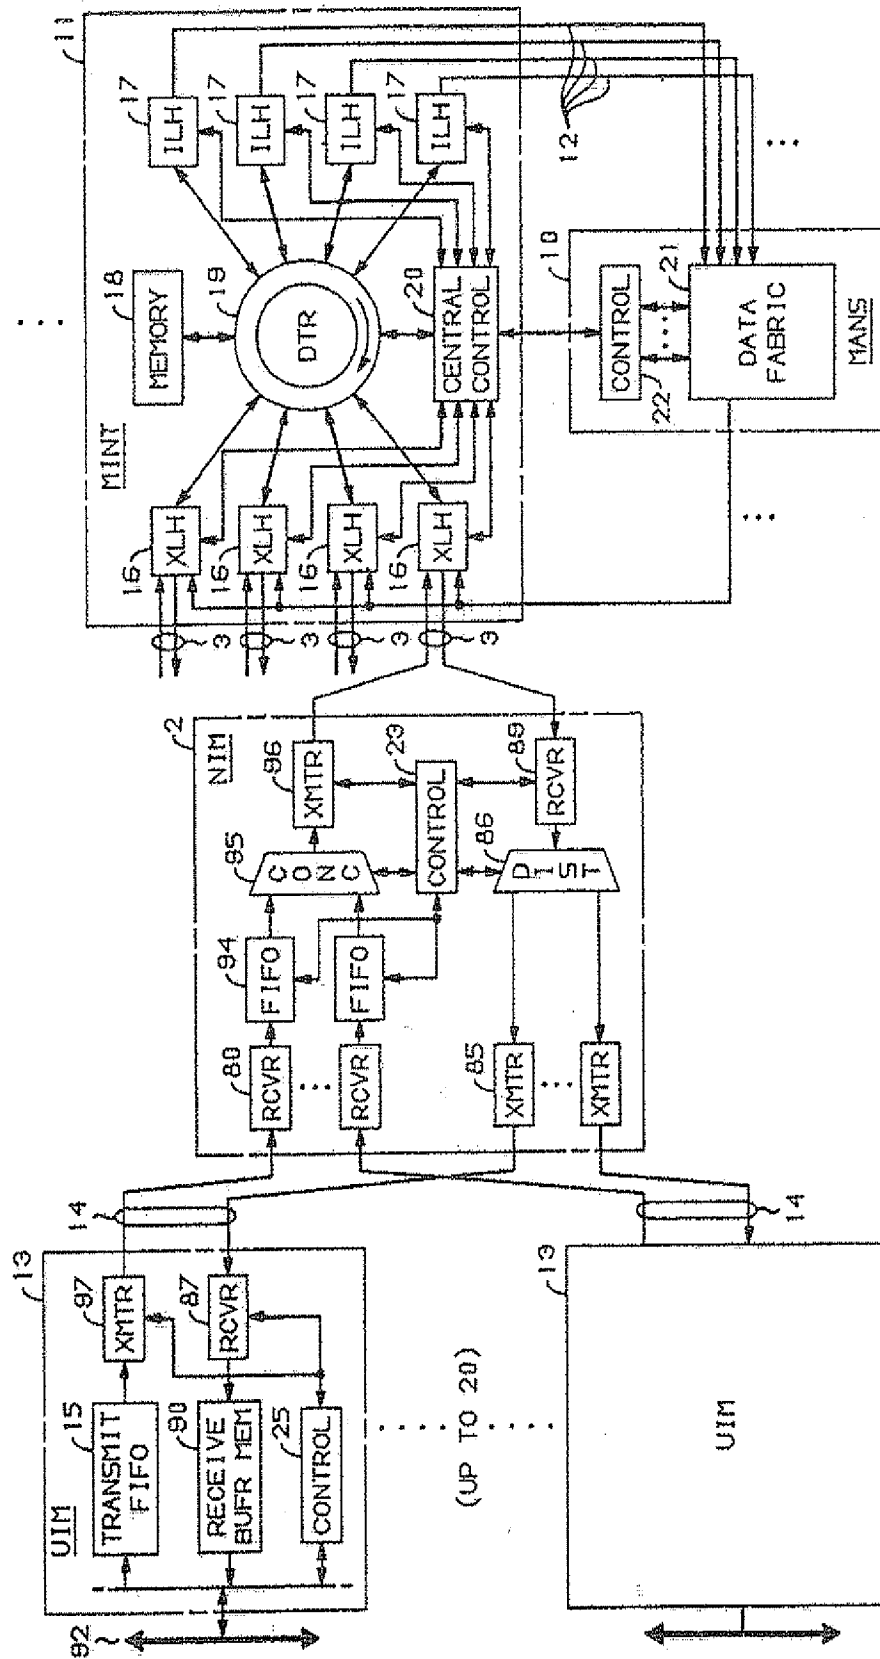 13
UIM
92
15
TRANSMIT
FIFO
97
XMTR
90
RECEIVE
BUFR MEM
87
RCVR
25
CONTROL
14
(UP TO 20)
13
UIM
14
2
NIM
80
RCVR
94
FIFO
95
CONC
96
XMTR
RCVR
FIFO
CONTROL
23
85
XMTR
XMTR
86
DIST
89
RCVR
3
3
3
3
11
MINT
16
XLH
16
XLH
16
XLH
16
XLH
18
MEMORY
19
DTR
20
CENTRAL
CONTROL
17
ILH
17
ILH
17
ILH
17
ILH
12
10
CONTROL
22
21
DATA
FABRIC
MANS